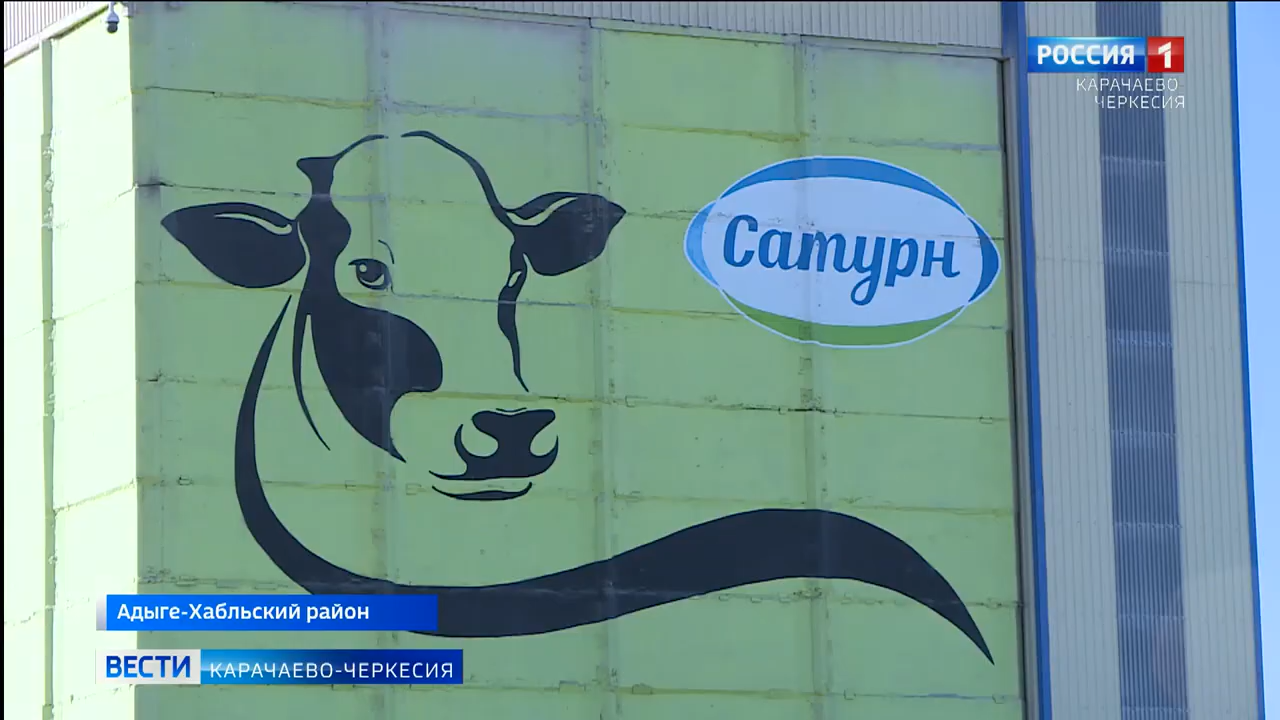 РОССИЯ 1
КАРАЧАЕВО-
ЧЕРКЕСИЯ
Сатурн
Адыге-Хабльский район
ВЕСТИ КАРАЧАЕВО-ЧЕРКЕСИЯ